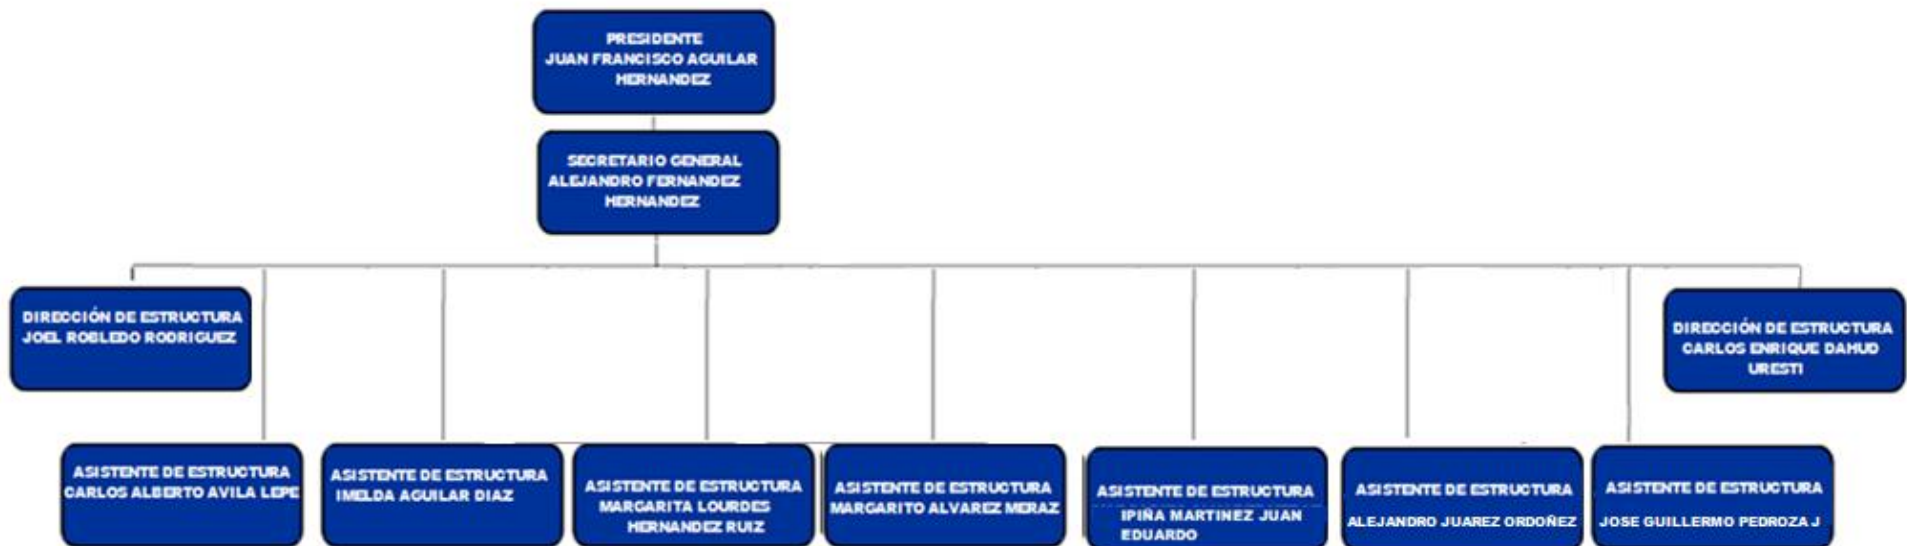 PRESIDENTE
JUAN FRANCISCO AGUILAR
HERNANDEZ
SECRETARIO GENERAL
ALEJANDRO FERNANDEZ
HERNANDEZ
DIRECCIÓN DE ESTRUCTURA
JOEL ROBLEDO RODRIGUEZ
DIRECCIÓN DE ESTRUCTURA
CARLOS ENRIQUE DAHUD
URESTI
ASISTENTE DE ESTRUCTURA
CARLOS ALBERTO AVILA LEPE
ASISTENTE DE ESTRUCTURA
IMELDA AGUILAR DIAZ
ASISTENTE DE ESTRUCTURA
MARGARITA LOURDES
HERNANDEZ RUIZ
ASISTENTE DE ESTRUCTURA
MARGARITO ALVAREZ MERAZ
ASISTENTE DE ESTRUCTURA
IPIÑA MARTINEZ JUAN
EDUARDO
ASISTENTE DE ESTRUCTURA
ALEJANDRO JUAREZ ORDOÑEZ
ASISTENTE DE ESTRUCTURA
JOSE GUILLERMO PEDROZA J